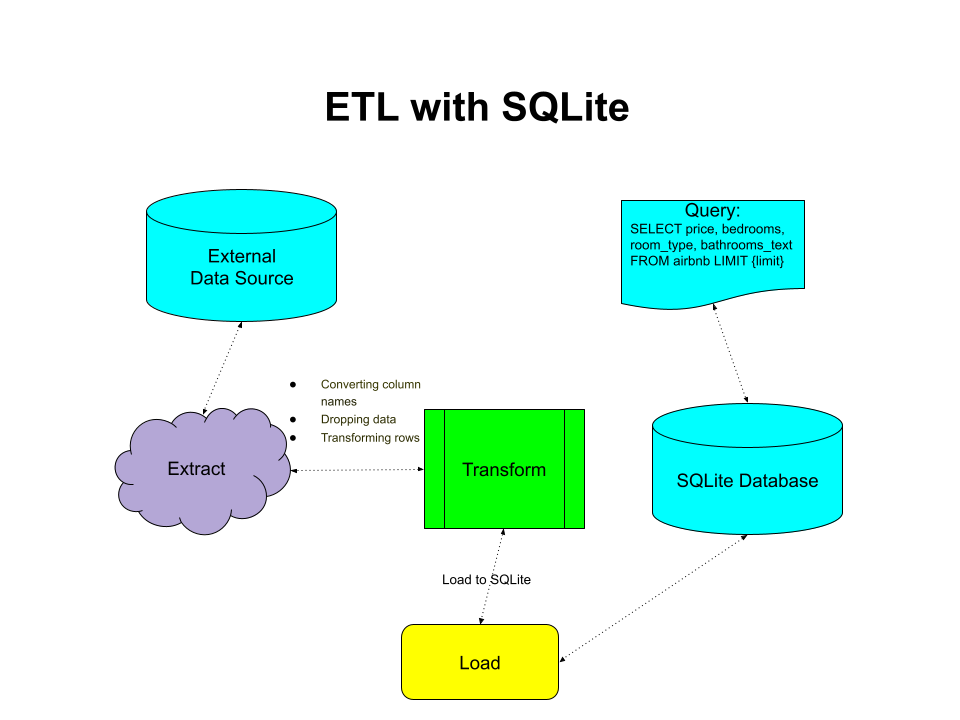 ETL with SQLite
External
Data Source
Query:
SELECT price, bedrooms,
room_type, bathrooms_text
FROM airbnb LIMIT {limit}
● Converting column
names
● Dropping data
● Transforming rows
Extract
Transform
SQLite Database
Load to SQLite
Load